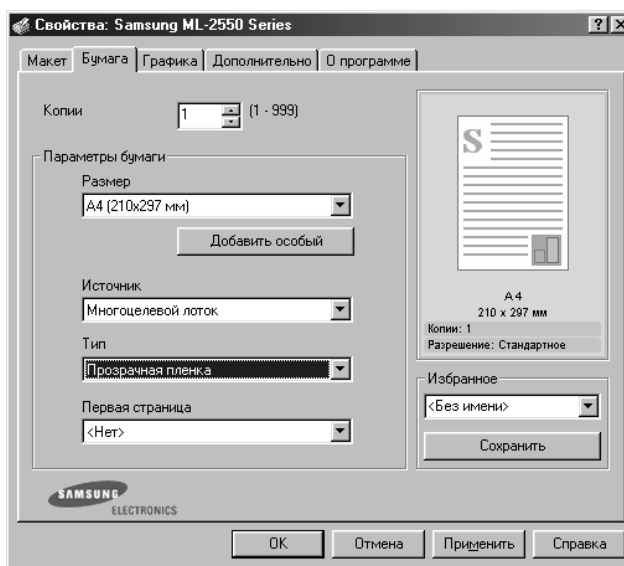 Свойства: Samsung ML-2550 Series
Макет Бумага Графика Дополнительно О программе
Копии 1 (1 - 999)
Параметры бумаги
Размер
A4 (210x297 мм)
Добавить особый
Источник
Многоцелевой лоток
Тип
Прозрачная пленка
Первая страница
<Нет>
S
A4
210 x 297 мм
Копии: 1
Разрешение: Стандартное
Избранное
<Без имени>
Сохранить
SAMSUNG
ELECTRONICS
OK Отмена Применить Справка